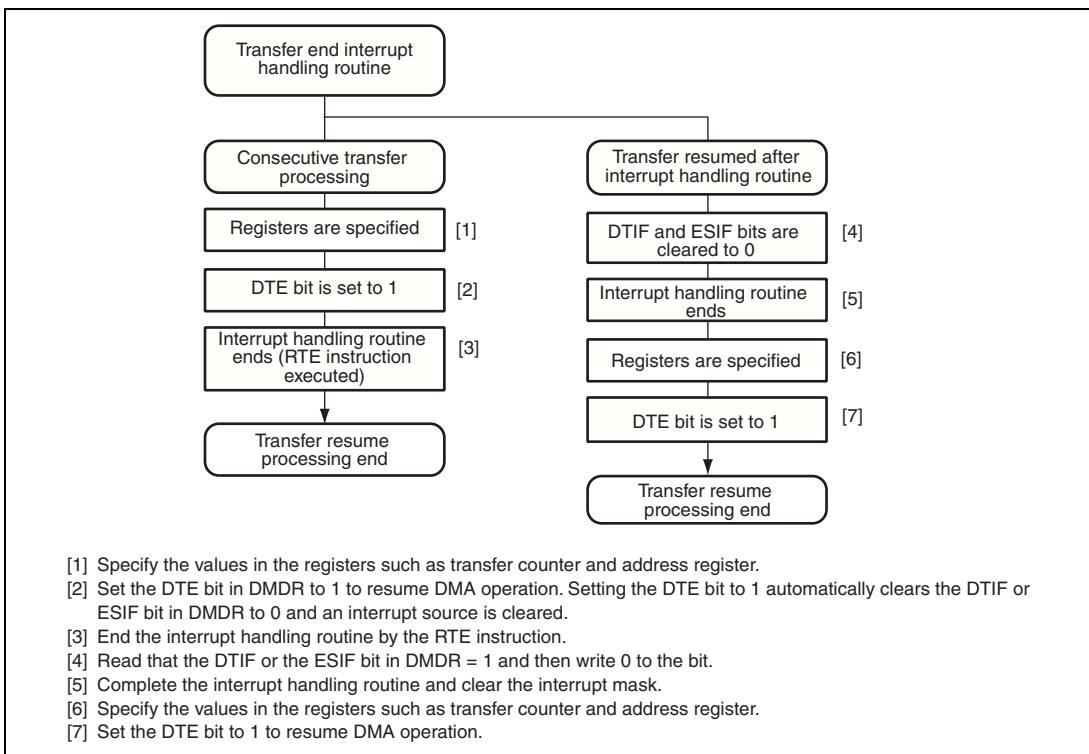 Transfer end interrupt
handling routine
Consecutive transfer
processing
Registers are specified
[1]
DTE bit is set to 1
[2]
Interrupt handling routine
ends (RTE instruction
executed)
[3]
Transfer resume
processing end
Transfer resumed after
interrupt handling routine
DTIF and ESIF bits are
cleared to 0
[4]
Interrupt handling routine
ends
[5]
Registers are specified
[6]
DTE bit is set to 1
[7]
Transfer resume
processing end
[1] Specify the values in the registers such as transfer counter and address register.
[2] Set the DTE bit in DMDR to 1 to resume DMA operation. Setting the DTE bit to 1 automatically clears the DTIF or
ESIF bit in DMDR to 0 and an interrupt source is cleared.
[3] End the interrupt handling routine by the RTE instruction.
[4] Read that the DTIF or the ESIF bit in DMDR = 1 and then write 0 to the bit.
[5] Complete the interrupt handling routine and clear the interrupt mask.
[6] Specify the values in the registers such as transfer counter and address register.
[7] Set the DTE bit to 1 to resume DMA operation.